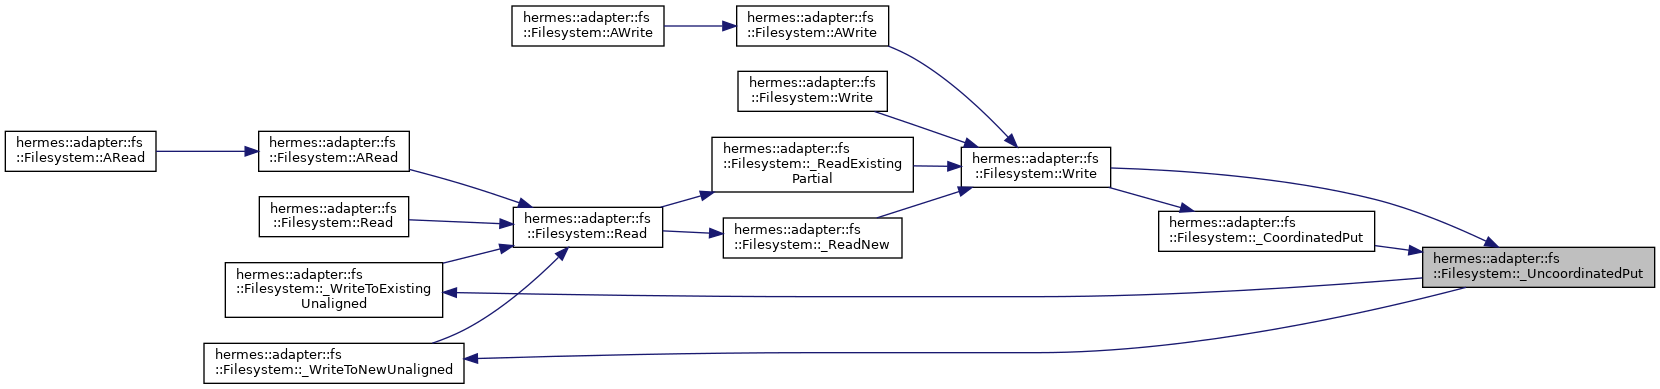 hermes::adapter::fs
::Filesystem::AWrite
hermes::adapter::fs
::Filesystem::AWrite
hermes::adapter::fs
::Filesystem::Write
hermes::adapter::fs
::Filesystem::ARead
hermes::adapter::fs
::Filesystem::ARead
hermes::adapter::fs
::Filesystem::_ReadExisting
Partial
hermes::adapter::fs
::Filesystem::Write
hermes::adapter::fs
::Filesystem::Read
hermes::adapter::fs
::Filesystem::Read
hermes::adapter::fs
::Filesystem::_ReadNew
hermes::adapter::fs
::Filesystem::_CoordinatedPut
hermes::adapter::fs
::Filesystem::_UncoordinatedPut
hermes::adapter::fs
::Filesystem::_WriteToExisting
Unaligned
hermes::adapter::fs
::Filesystem::_WriteToNewUnaligned